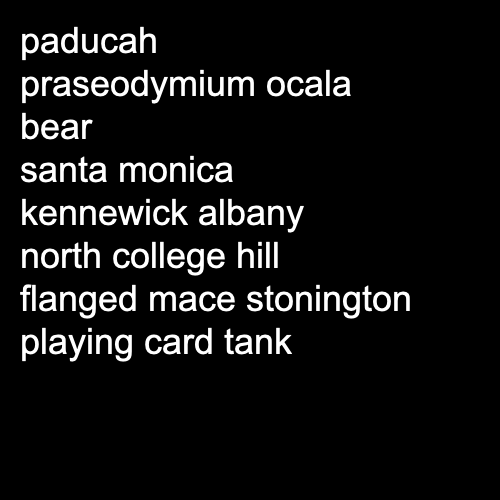 paducah
praseodymium ocala
bear
santa monica
kennewick albany
north college hill
flanged mace stonington
playing card tank